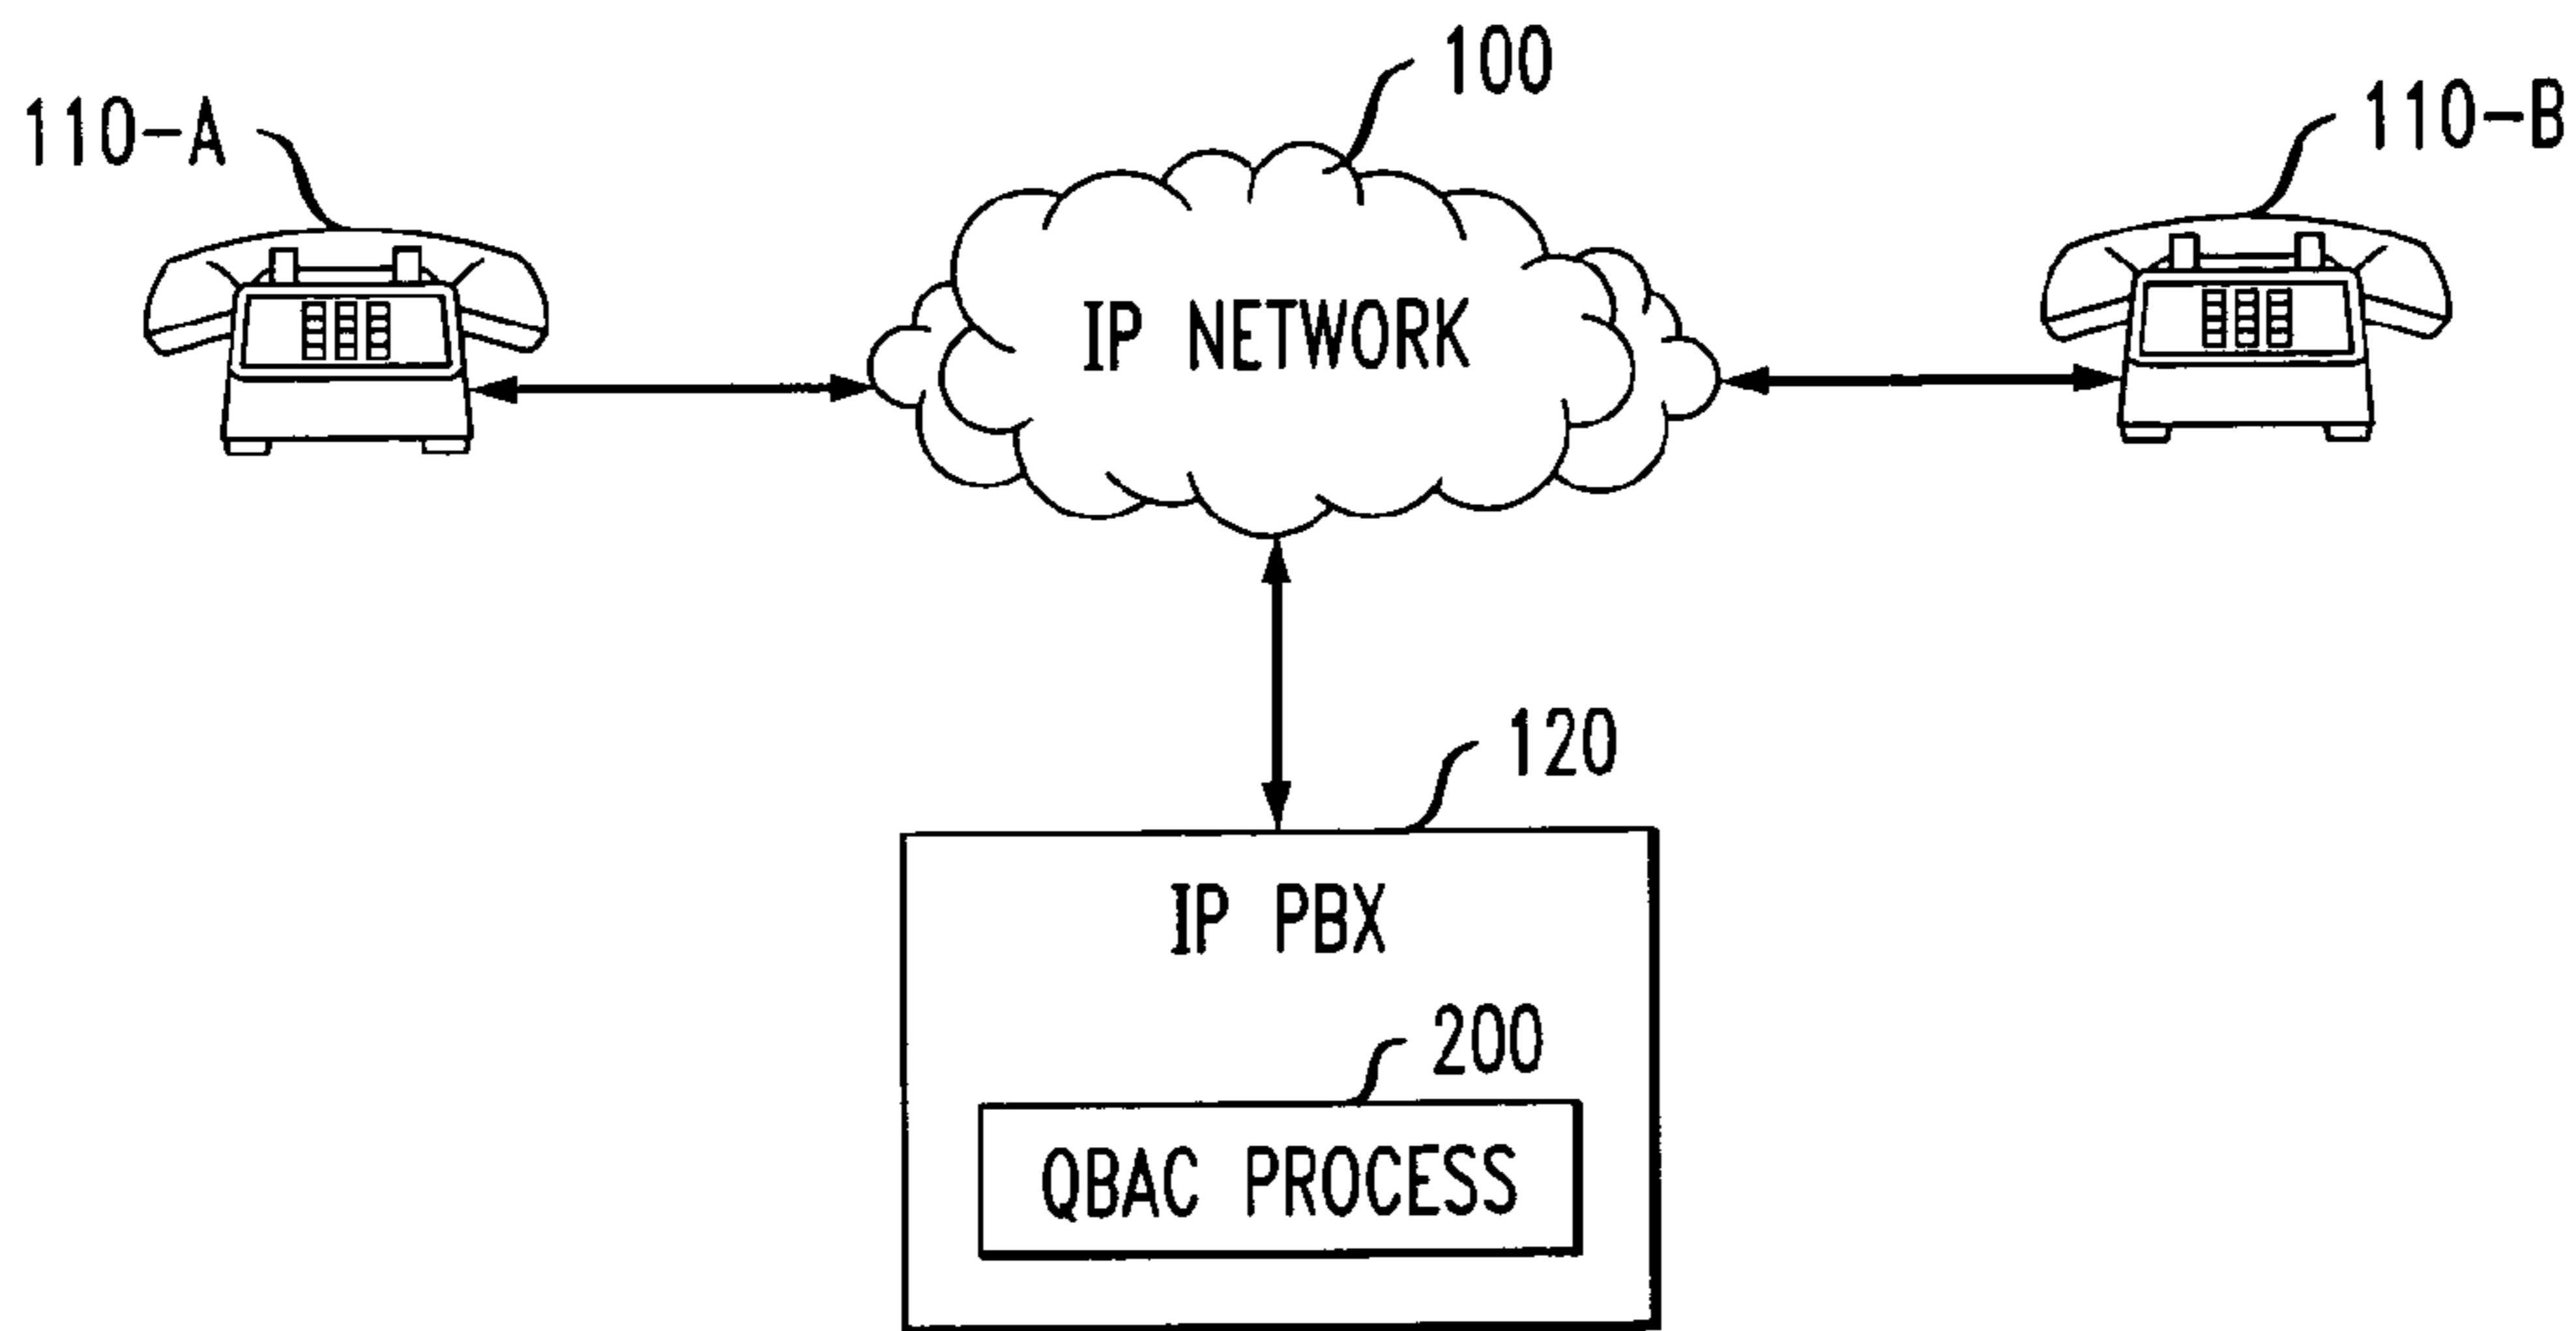 100
110-A
110-B
IP NETWORK
120
IP PBX
200
QBAC PROCESS